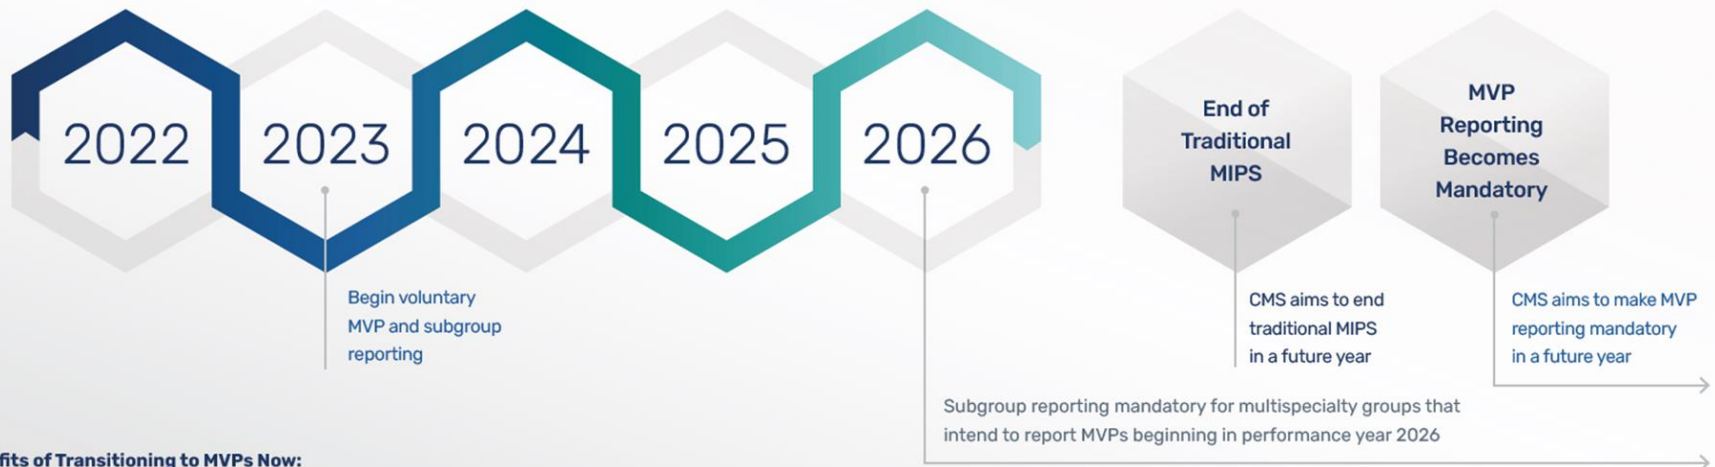 2022
2023
2024
2025
2026
End of
Traditional
MIPS
MVP
Reporting
Becomes
Mandatory
Begin voluntary
MVP and subgroup
reporting
CMS aims to end
traditional MIPS
in a future year
CMS aims to make MVP
reporting mandatory
in a future year
Subgroup reporting mandatory for multispecialty groups that
intend to report MVPs beginning in performance year 2026
of Transitioning to MVPs Now: